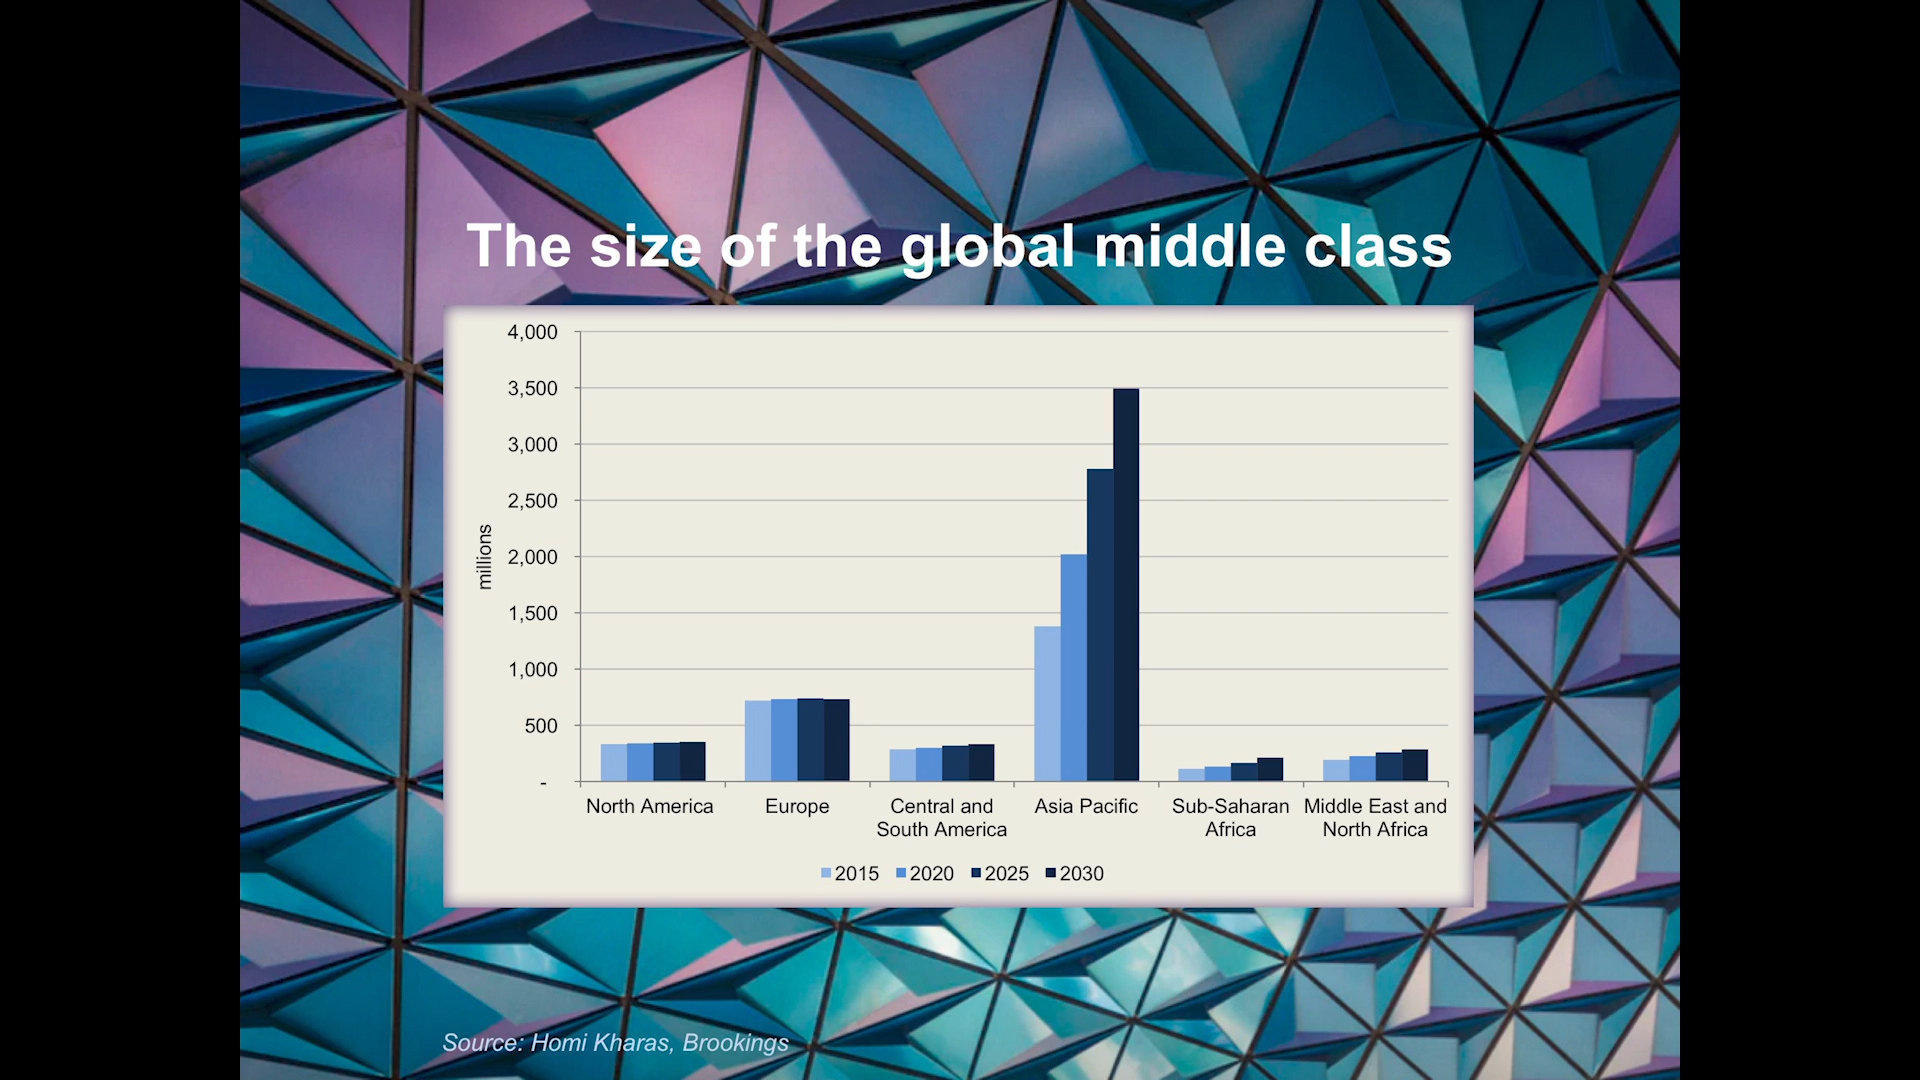 The size of the global middle class
4,000
3,500
3,000
2,500
2,000
1,500
1,000
500
-
millions
North America
Europe
Central and South America
Asia Pacific
Sub-Saharan Africa
Middle East and North Africa
2015 2020 2025 2030
Source: Homi Kharas, Brookings